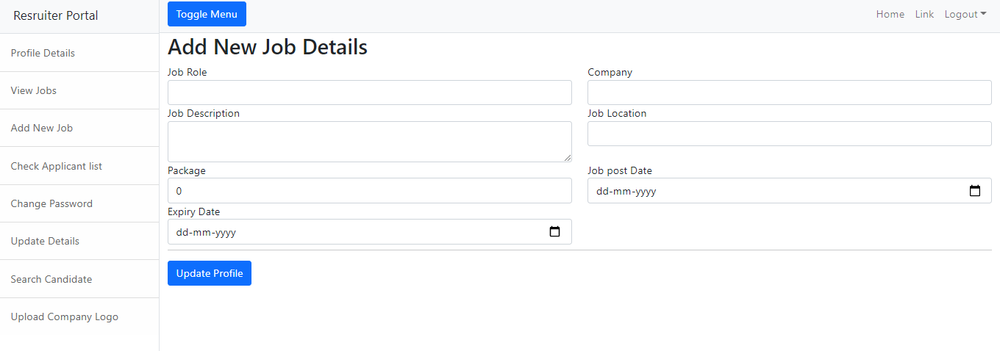 Resruiter Portal
Toggle Menu
Home Link Logout
Profile Details
View Jobs
Add New Job
Check Applicant list
Change Password
Update Details
Search Candidate
Upload Company Logo
Add New Job Details
Job Role
Company
Job Description
Job Location
Package
0
Job post Date
dd-mm-yyyy
Expiry Date
dd-mm-yyyy
Update Profile